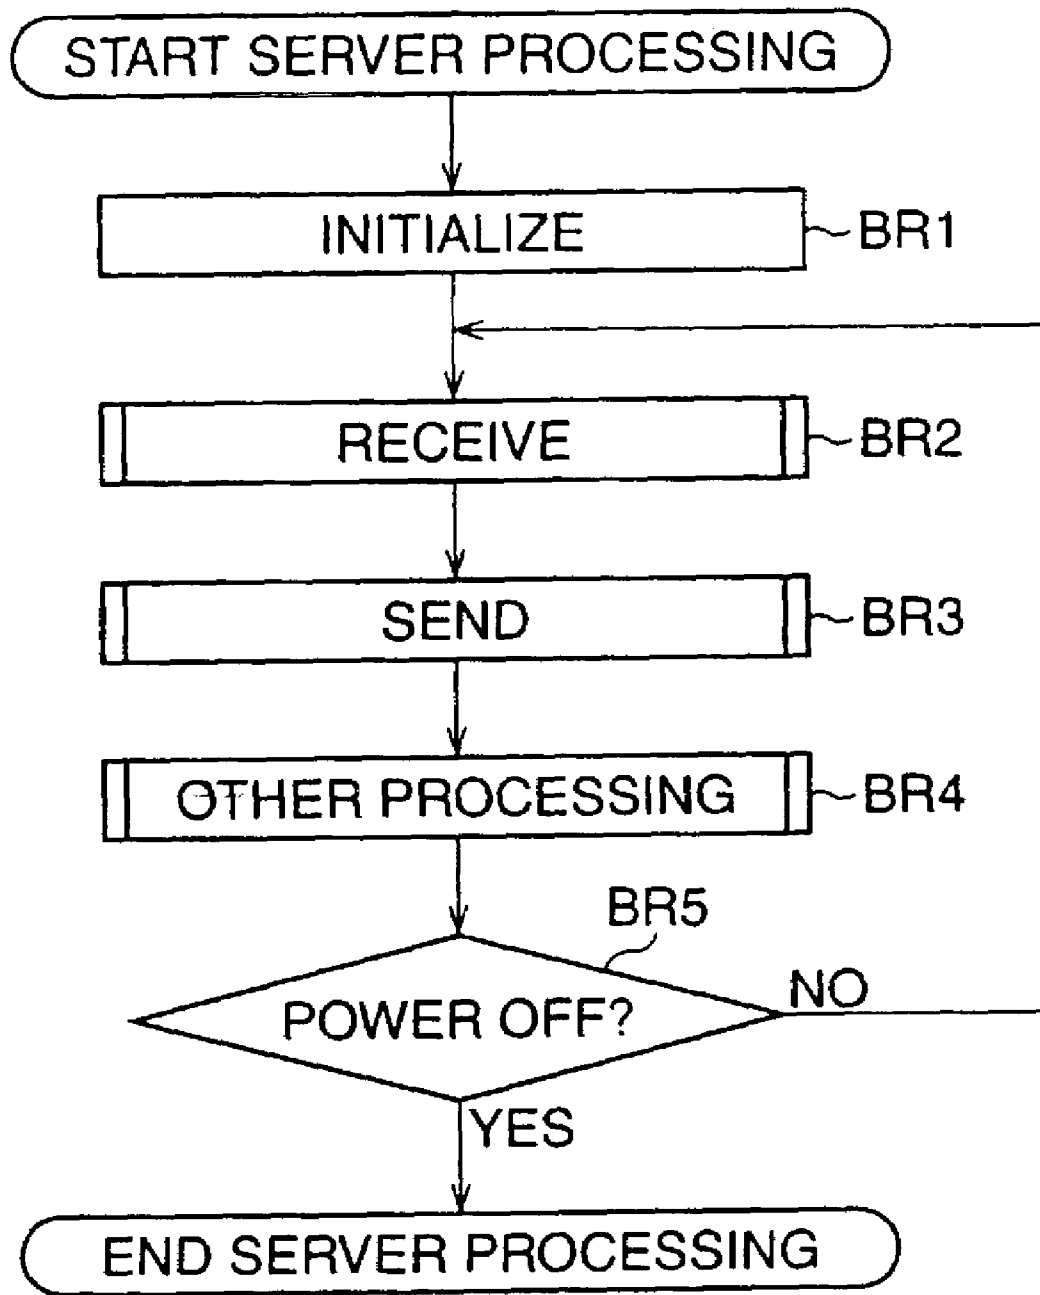 START SERVER PROCESSING
INITIALIZE
BR1
RECEIVE
BR2
SEND
BR3
OTHER PROCESSING
BR4
BR5
POWER OFF?
NO
YES
END SERVER PROCESSING